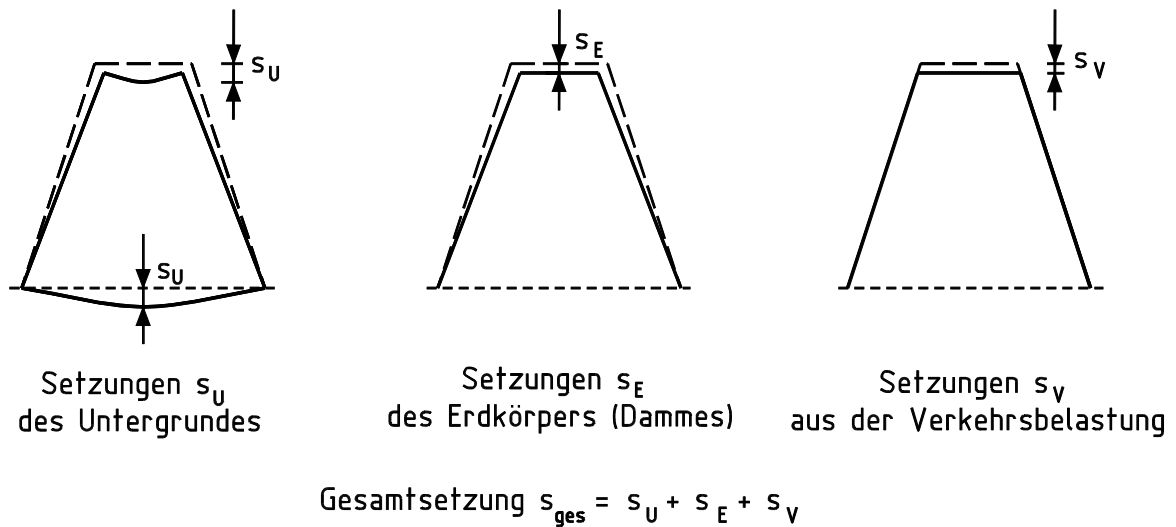 s_U
s_E
s_V
s_U
Setzungen s_U
des Untergrundes
Setzungen s_E
des Erdkörpers (Dammes)
Setzungen s_V
aus der Verkehrsbelastung
Gesamtsetzung s_ges = s_U + s_E + s_V